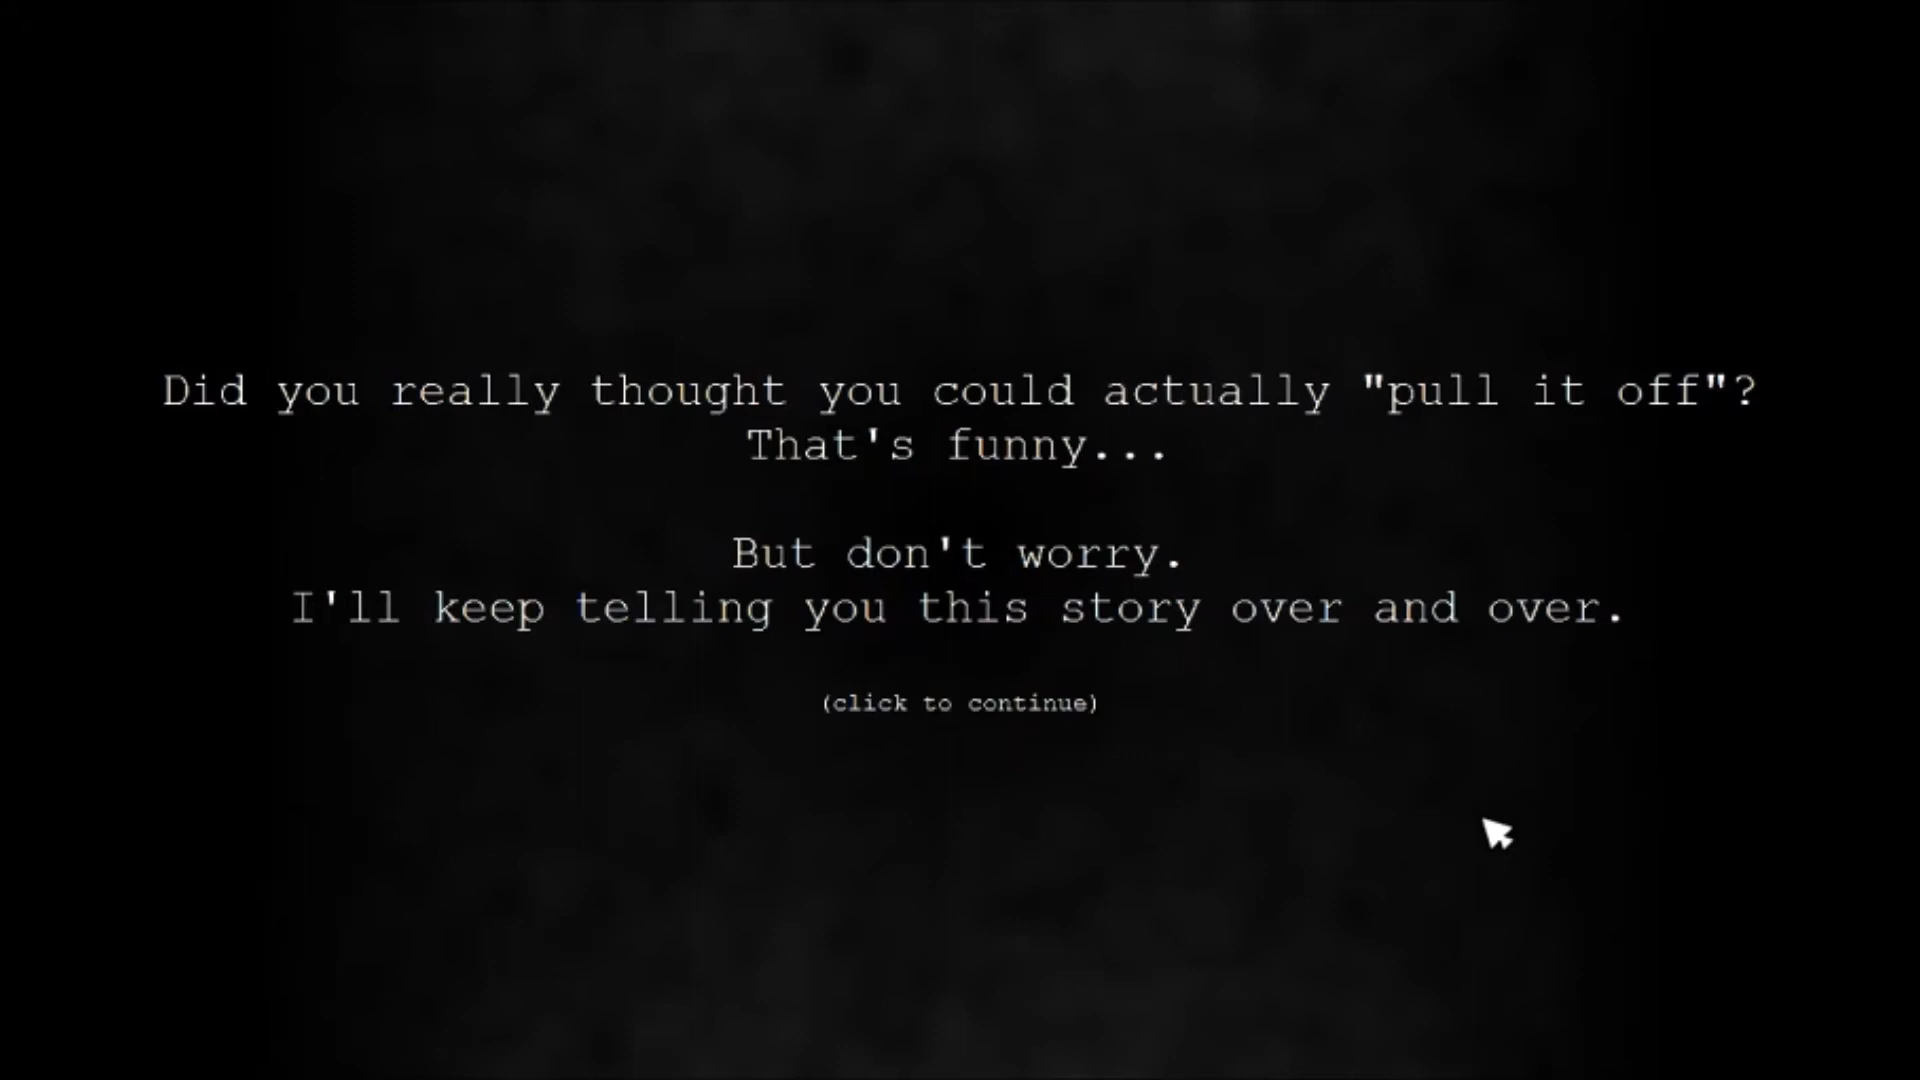 Did you really thought you could actually "pull it off"?
That's funny...
But don't worry.
I'll keep telling you this story over and over.
(click to continue)